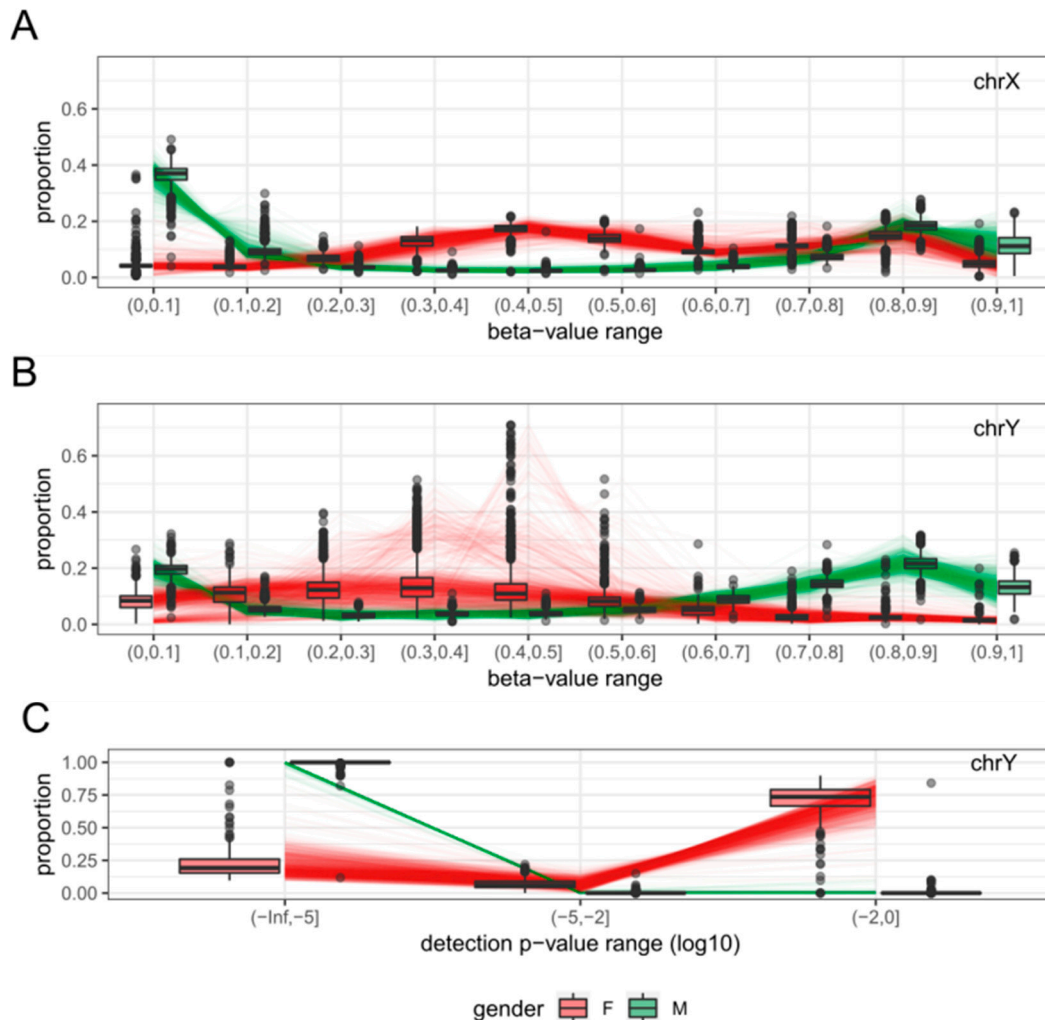 A
chrX
proportion
0.6
0.4
0.2
0.0
(0,0.1] (0.1,0.2] (0.2,0.3] (0.3,0.4] (0.4,0.5] (0.5,0.6] (0.6,0.7] (0.7,0.8] (0.8,0.9] (0.9,1]
beta−value range
B
chrY
proportion
0.6
0.4
0.2
0.0
(0,0.1] (0.1,0.2] (0.2,0.3] (0.3,0.4] (0.4,0.5] (0.5,0.6] (0.6,0.7] (0.7,0.8] (0.8,0.9] (0.9,1]
beta−value range
C
chrY
proportion
1.00
0.75
0.50
0.25
0.00
(−Inf,−5] (−5,−2] (−2,0]
detection p−value range (log10)
gender F M